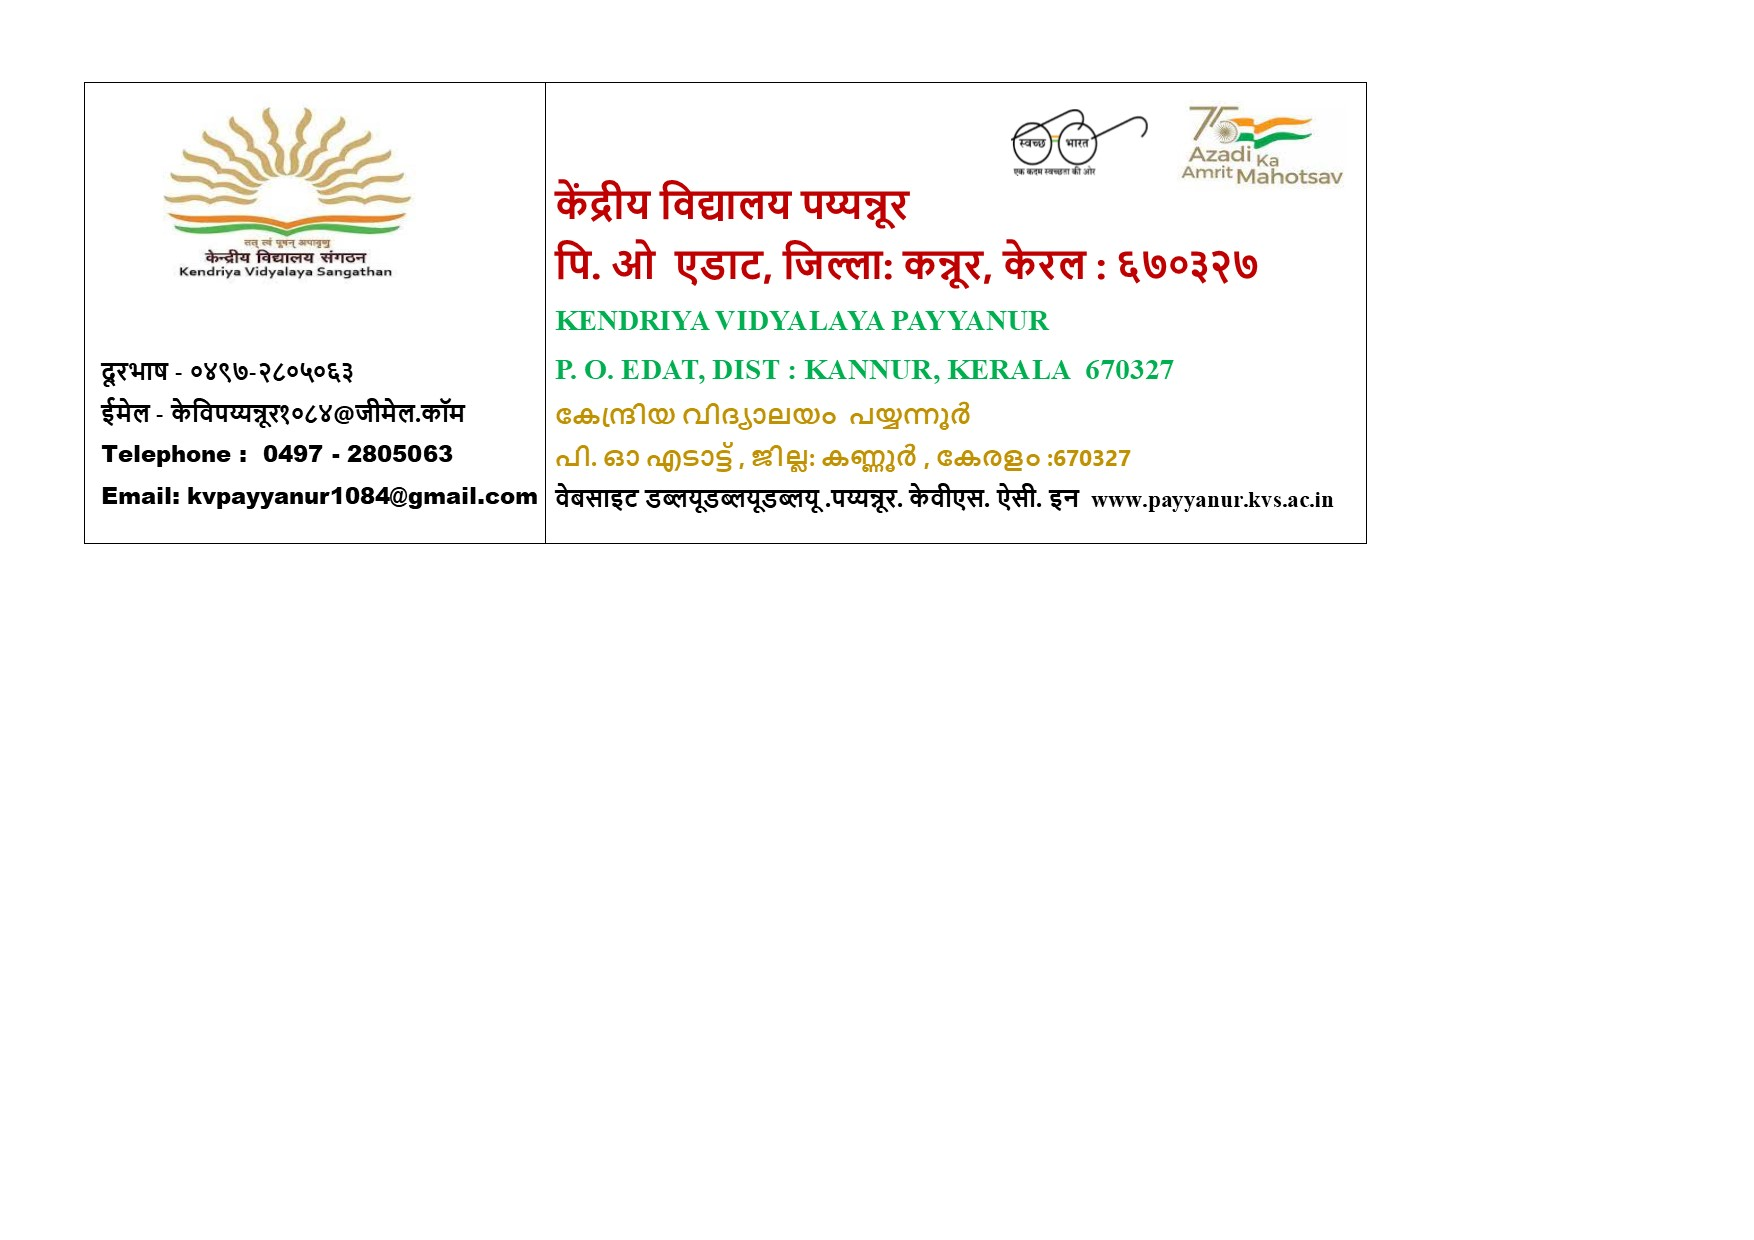 तत् त्वं पूषन् अपावृणु
केन्द्रीय विद्यालय संगठन
Kendriya Vidyalaya Sangathan
दूरभाष - ०४९७-२८०५०६३
ईमेल - केविपय्यन्नूर१०८४@जीमेल.कॉम
Telephone :  0497 - 2805063
Email: kvpayyanur1084@gmail.com
स्वच्छ भारत
एक कदम स्वच्छता की ओर
75
Azadi Ka
Amrit Mahotsav
केंद्रीय विद्यालय पय्यन्नूर
पि. ओ  एडाट, जिल्ला: कन्नूर, केरल : ६७०३२७
KENDRIYA VIDYALAYA PAYYANUR
P. O. EDAT, DIST : KANNUR, KERALA  670327
കേന്ദ്രിയ വിദ്യാലയം  പയ്യന്നൂർ
പി. ഓ എടാട്ട് , ജില്ല: കണ്ണൂർ , കേരളം :670327
वेबसाइट डब्लयूडब्लयूडब्लयू .पय्यन्नूर. केवीएस. ऐसी. इन  www.payyanur.kvs.ac.in